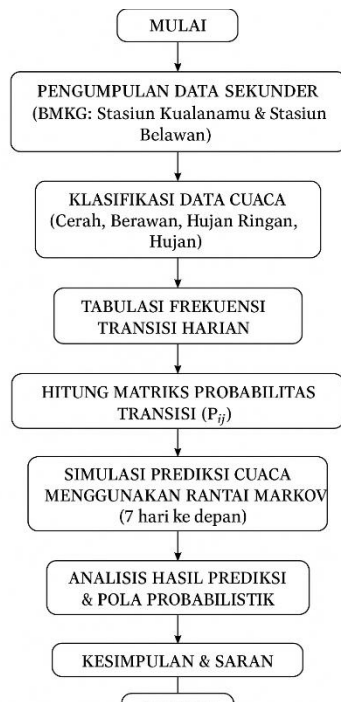 MULAI
PENGUMPULAN DATA SEKUNDER
(BMKG: Stasiun Kualanamu & Stasiun
Belawan)
KLASIFIKASI DATA CUACA
(Cerah, Berawan, Hujan Ringan,
Hujan)
TABULASI FREKUENSI
TRANSISI HARIAN
HITUNG MATRIKS PROBABILITAS
TRANSISI (P_{ij})
SIMULASI PREDIKSI CUACA
MENGGUNAKAN RANTAI MARKOV
(7 hari ke depan)
ANALISIS HASIL PREDIKSI
& POLA PROBABILISTIK
KESIMPULAN & SARAN